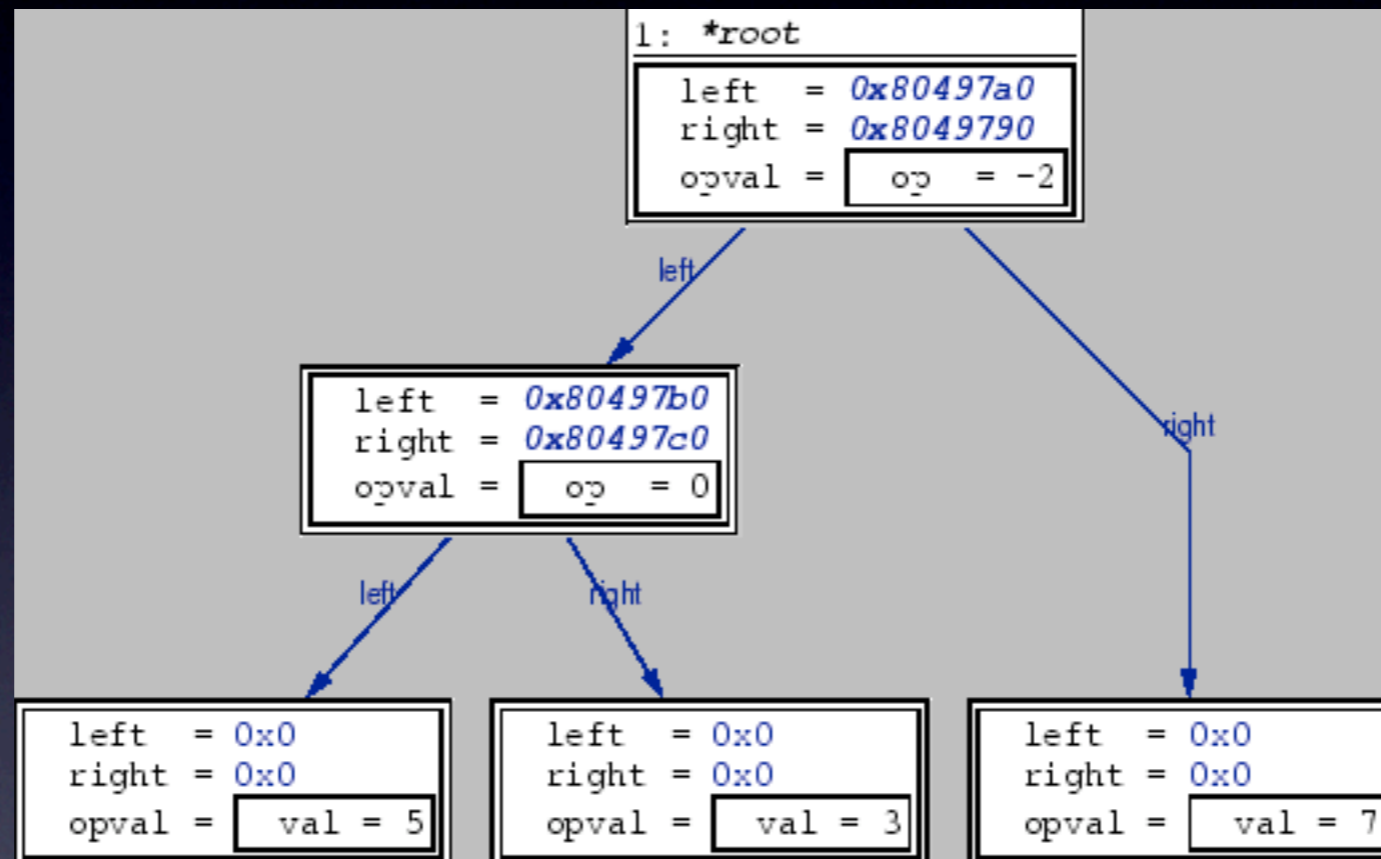 1: *root
left = 0x80497a0
right = 0x8049790
opval = op = -2
left
right
left = 0x80497b0
right = 0x80497c0
opval = op = 0
left
right
left = 0x0
right = 0x0
opval = val = 5
left = 0x0
right = 0x0
opval = val = 3
left = 0x0
right = 0x0
opval = val = 7